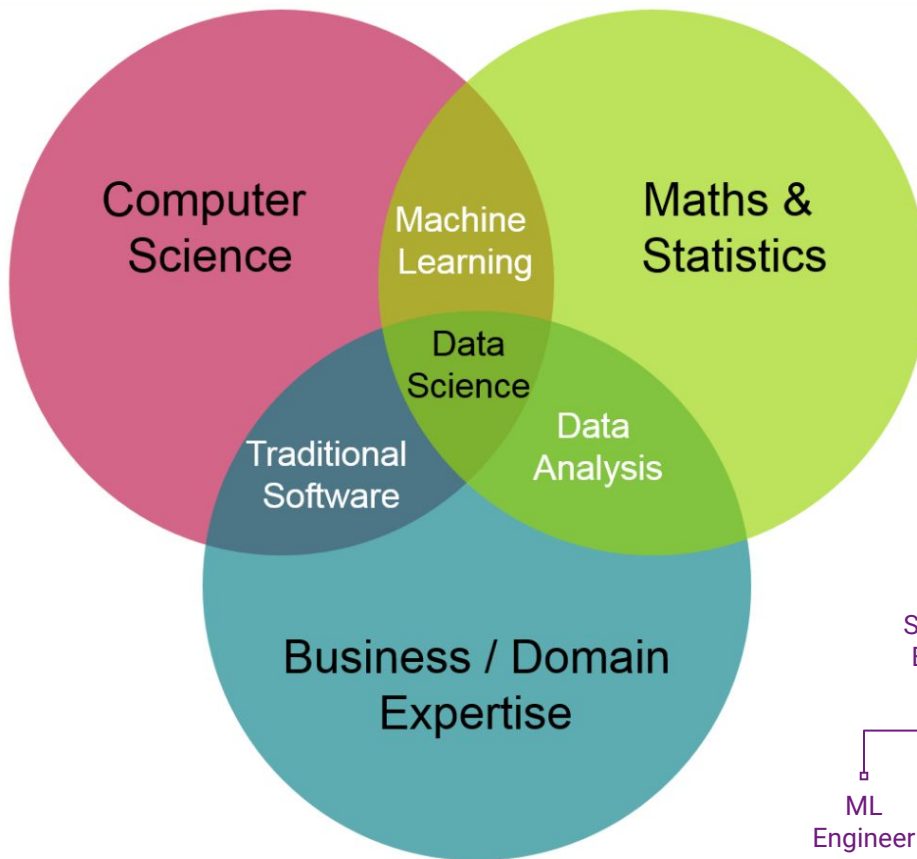 Computer
Science
Maths &
Statistics
Machine
Learning
Data
Science
Traditional
Software
Data
Analysis
Business / Domain
Expertise
ML
Engineer